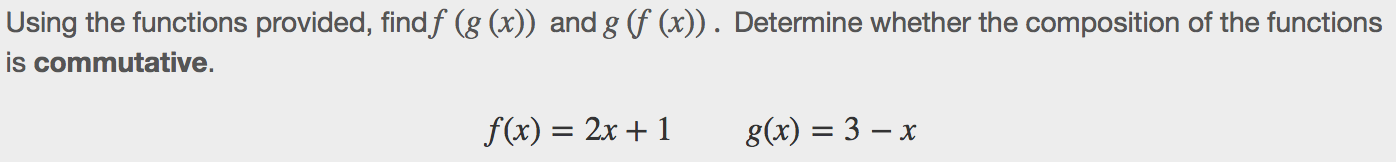 Using the functions provided, find f (g (x)) and g (f (x)) . Determine whether the composition of the functions
is commutative.
f(x) = 2x + 1 g(x) = 3 − x